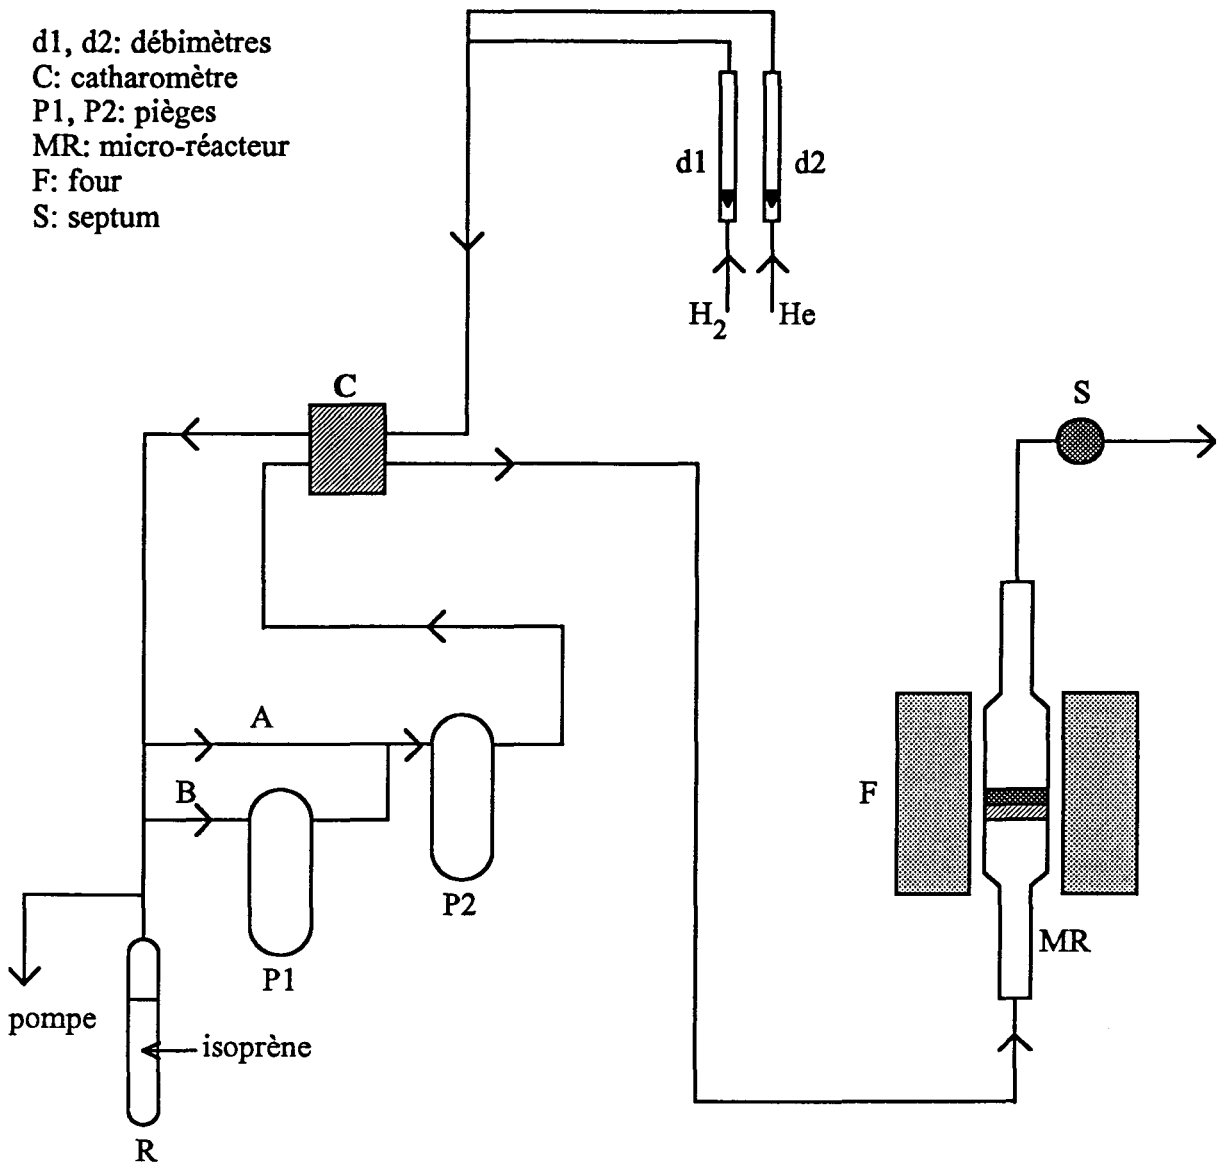 d1, d2: débimètres
C: catharomètre
P1, P2: pièges
MR: micro-réacteur
F: four
S: septum
d1
d2
H2
He
C
S
A
B
F
P2
P1
MR
pompe
isoprène
R